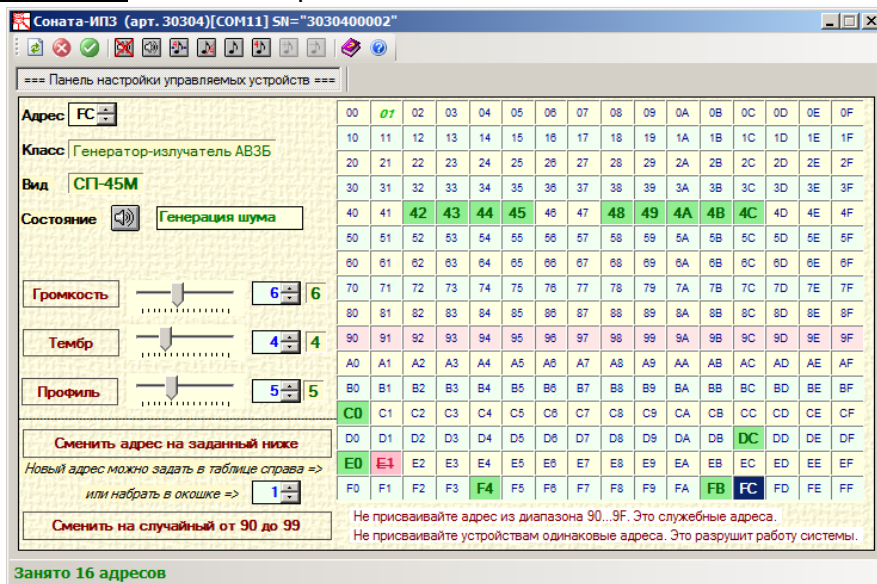 Соната-ИП3 (арт. 30304)[COM11] SN="3030400002"
=== Панель настройки управляемых устройств ===
Адрес FC
Класс Генератор-излучатель АВЗБ
Вид СП-45М
Состояние Генерация шума
Громкость 6 6
Тембр 4 4
Профиль 5 5
Сменить адрес на заданный ниже
Новый адрес можно задать в таблице справа =>
или набрать в окошке => 1
Сменить на случайный от 90 до 99
00 01 02 03 04 05 06 07 08 09 0A 0B 0C 0D 0E 0F
10 11 12 13 14 15 16 17 18 19 1A 1B 1C 1D 1E 1F
20 21 22 23 24 25 26 27 28 29 2A 2B 2C 2D 2E 2F
30 31 32 33 34 35 36 37 38 39 3A 3B 3C 3D 3E 3F
40 41 42 43 44 45 46 47 48 49 4A 4B 4C 4D 4E 4F
50 51 52 53 54 55 56 57 58 59 5A 5B 5C 5D 5E 5F
60 61 62 63 64 65 66 67 68 69 6A 6B 6C 6D 6E 6F
70 71 72 73 74 75 76 77 78 79 7A 7B 7C 7D 7E 7F
80 81 82 83 84 85 86 87 88 89 8A 8B 8C 8D 8E 8F
90 91 92 93 94 95 96 97 98 99 9A 9B 9C 9D 9E 9F
A0 A1 A2 A3 A4 A5 A6 A7 A8 A9 AA AB AC AD AE AF
B0 B1 B2 B3 B4 B5 B6 B7 B8 B9 BA BB BC BD BE BF
C0 C1 C2 C3 C4 C5 C6 C7 C8 C9 CA CB CC CD CE CF
D0 D1 D2 D3 D4 D5 D6 D7 D8 D9 DA DB DC DD DE DF
E0 E1 E2 E3 E4 E5 E6 E7 E8 E9 EA EB EC ED EE EF
F0 F1 F2 F3 F4 F5 F6 F7 F8 F9 FA FB FC FD FE FF
Не присваивайте адрес из диапазона 90...9F. Это служебные адреса.
Не присваивайте устройствам одинаковые адреса. Это разрушит работу системы.
Занято 16 адресов